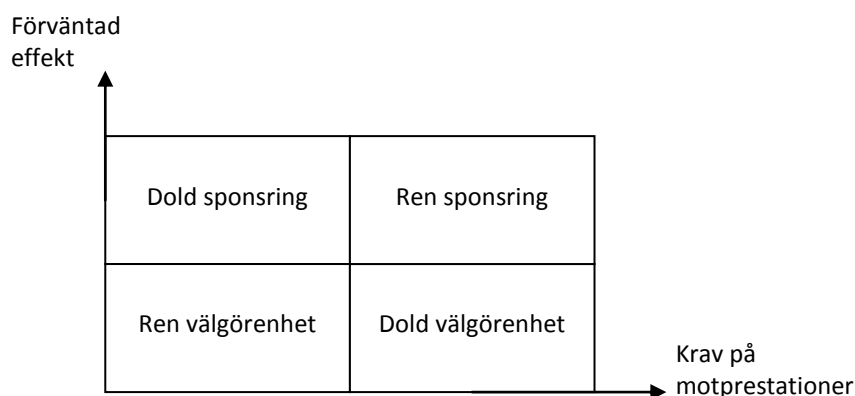 Förväntad
effekt
Dold sponsring
Ren sponsring
Ren välgörenhet
Dold välgörenhet
Krav på
motprestationer